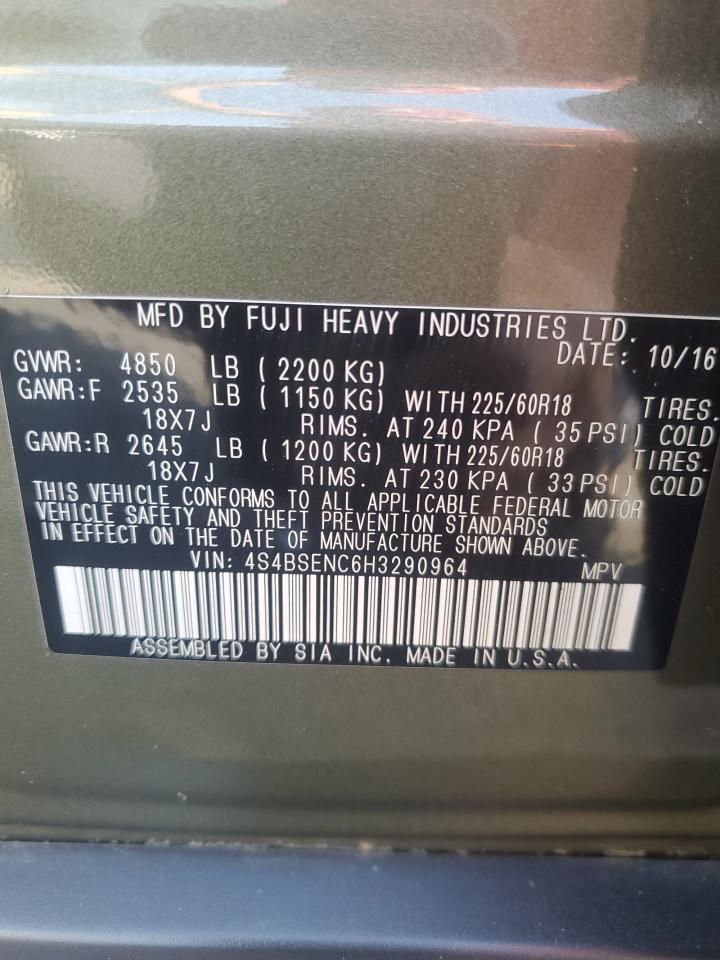 MFD BY FUJI HEAVY INDUSTRIES LTD.
DATE: 10/16
GVWR: 4850 LB ( 2200 KG)
GAWR:F 2535 LB ( 1150 KG) WITH 225/60R18 TIRES.
18X7J RIMS. AT 240 KPA ( 35 PSI) COLD
GAWR:R 2645 LB ( 1200 KG) WITH 225/60R18 TIRES.
18X7J RIMS. AT 230 KPA ( 33 PSI) COLD
THIS VEHICLE CONFORMS TO ALL APPLICABLE FEDERAL MOTOR
VEHICLE SAFETY AND THEFT PREVENTION STANDARDS
IN EFFECT ON THE DATE OF MANUFACTURE SHOWN ABOVE.
VIN: 4S4BSENC6H3290964 MPV
ASSEMBLED BY SIA INC. MADE IN U.S.A.